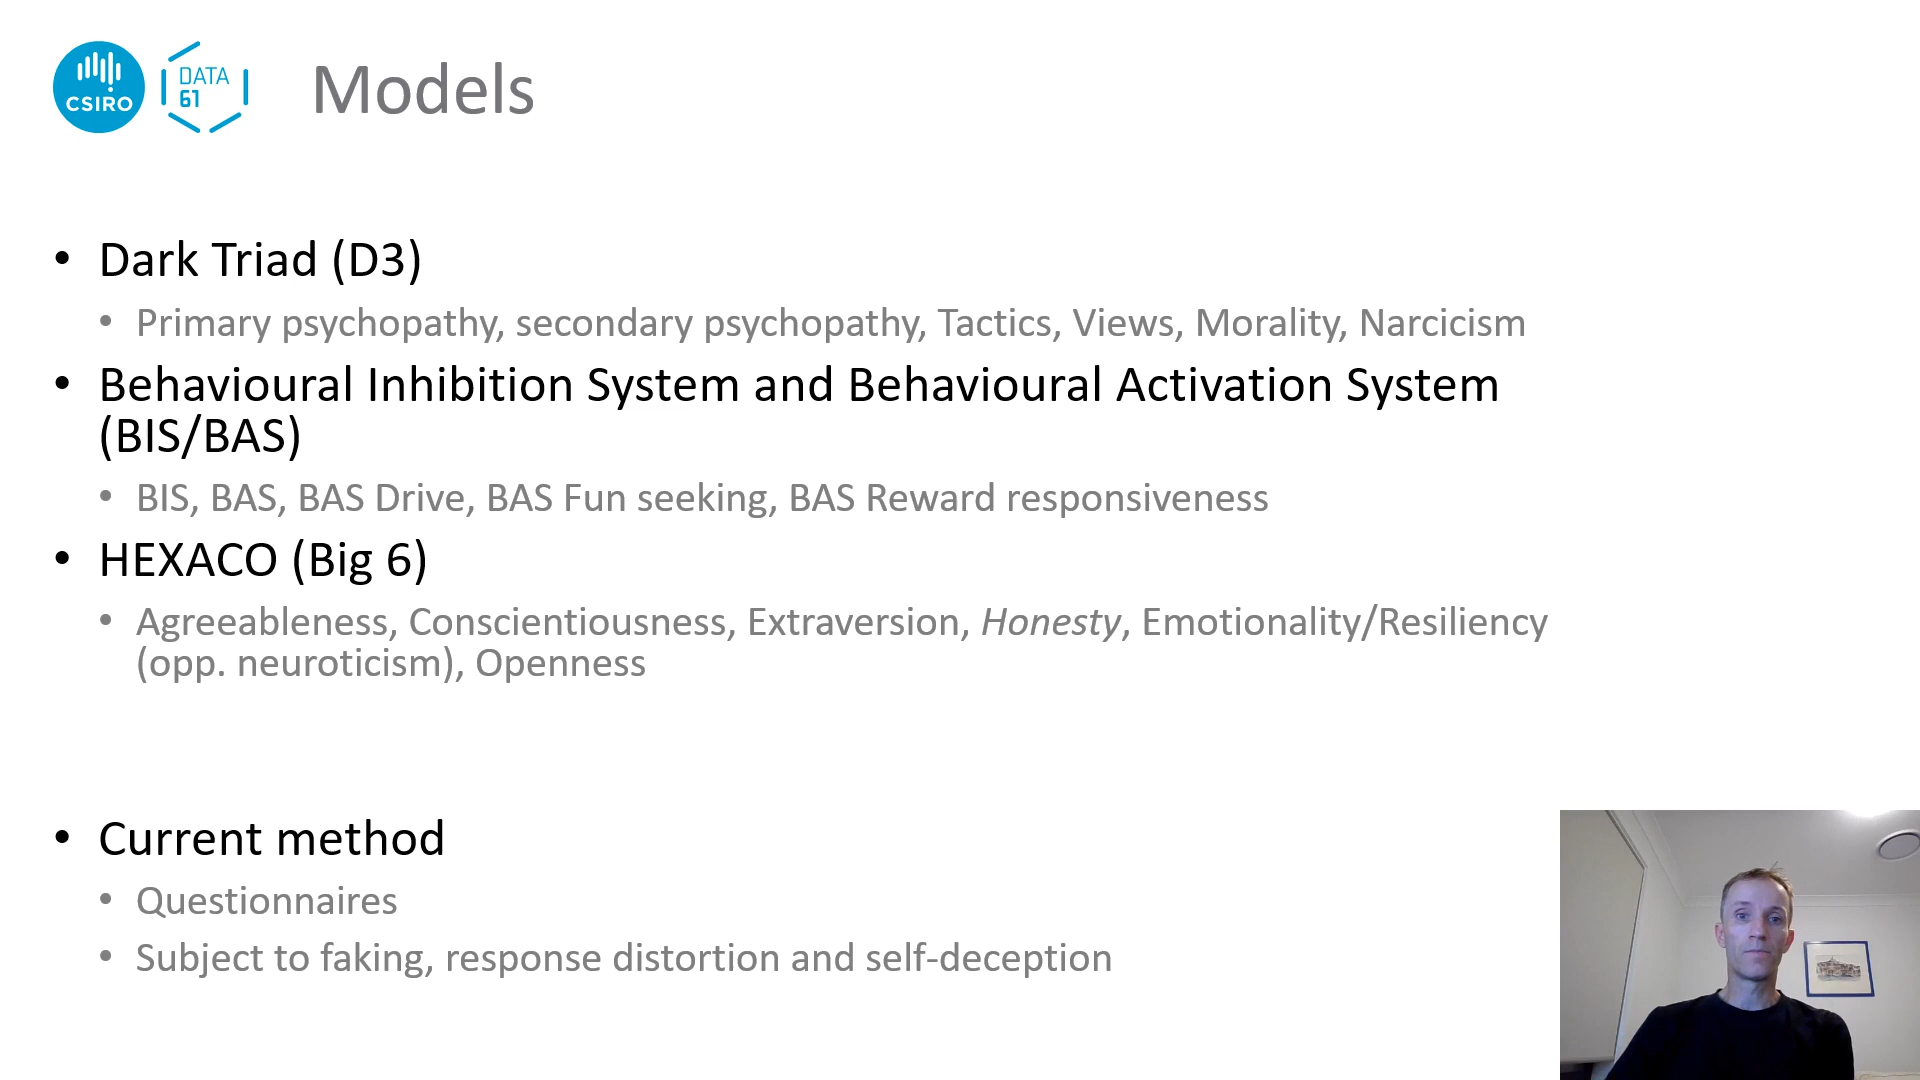 CSIRO
DATA
61
Models
• Dark Triad (D3)
• Primary psychopathy, secondary psychopathy, Tactics, Views, Morality, Narcicism
• Behavioural Inhibition System and Behavioural Activation System
(BIS/BAS)
• BIS, BAS, BAS Drive, BAS Fun seeking, BAS Reward responsiveness
• HEXACO (Big 6)
• Agreeableness, Conscientiousness, Extraversion, Honesty, Emotionality/Resiliency
(opp. neuroticism), Openness
• Current method
• Questionnaires
• Subject to faking, response distortion and self-deception